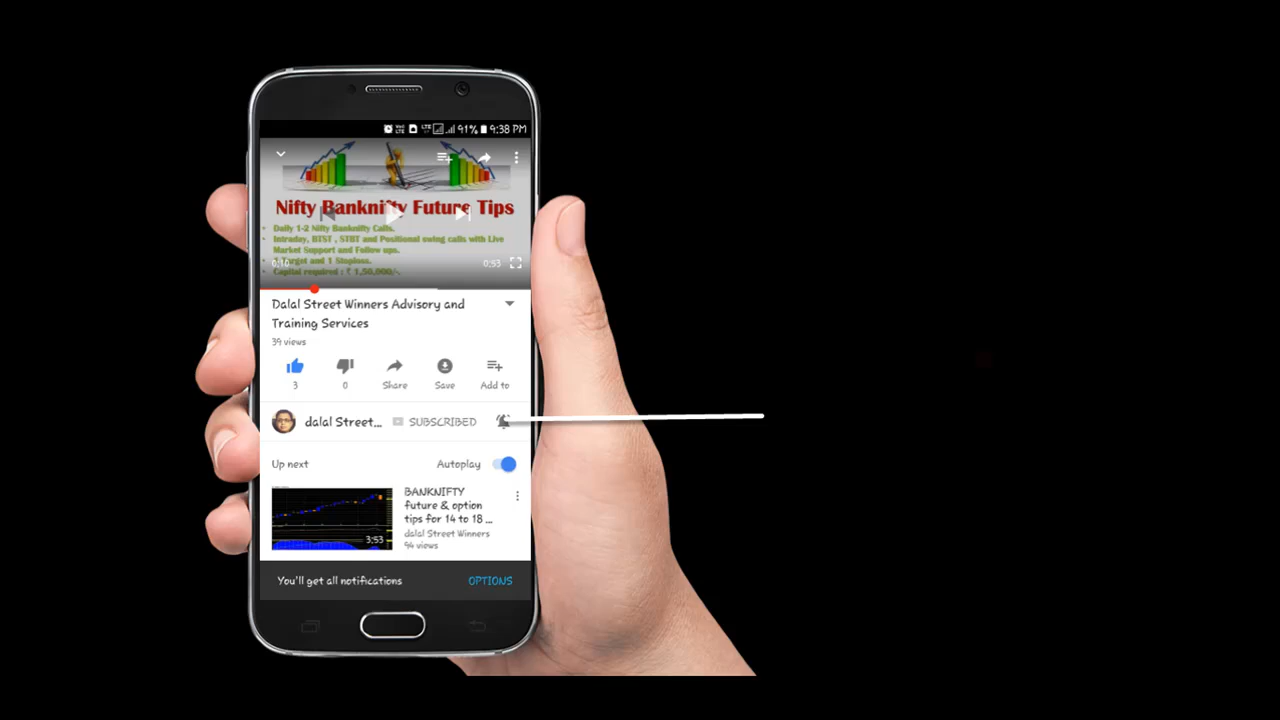 VoLTE LTE 91% 9:38 PM
Nifty Banknifty Future Tips
Daily 1-2 Nifty Banknifty Calls.
Intraday, BTST , STBT and Positional swing calls with Live
Market Support and Follow ups.
Target and 1 Stoploss.
Capital required : ₹ 1,50,000/-.
0:10 0:53
Dalal Street Winners Advisory and
Training Services
39 views
3 0 Share Save Add to
dalal Street... SUBSCRIBED
Up next Autoplay
BANKNIFTY
future & option
tips for 14 to 18 ...
dalal Street Winners
94 views
3:53
You'll get all notifications OPTIONS